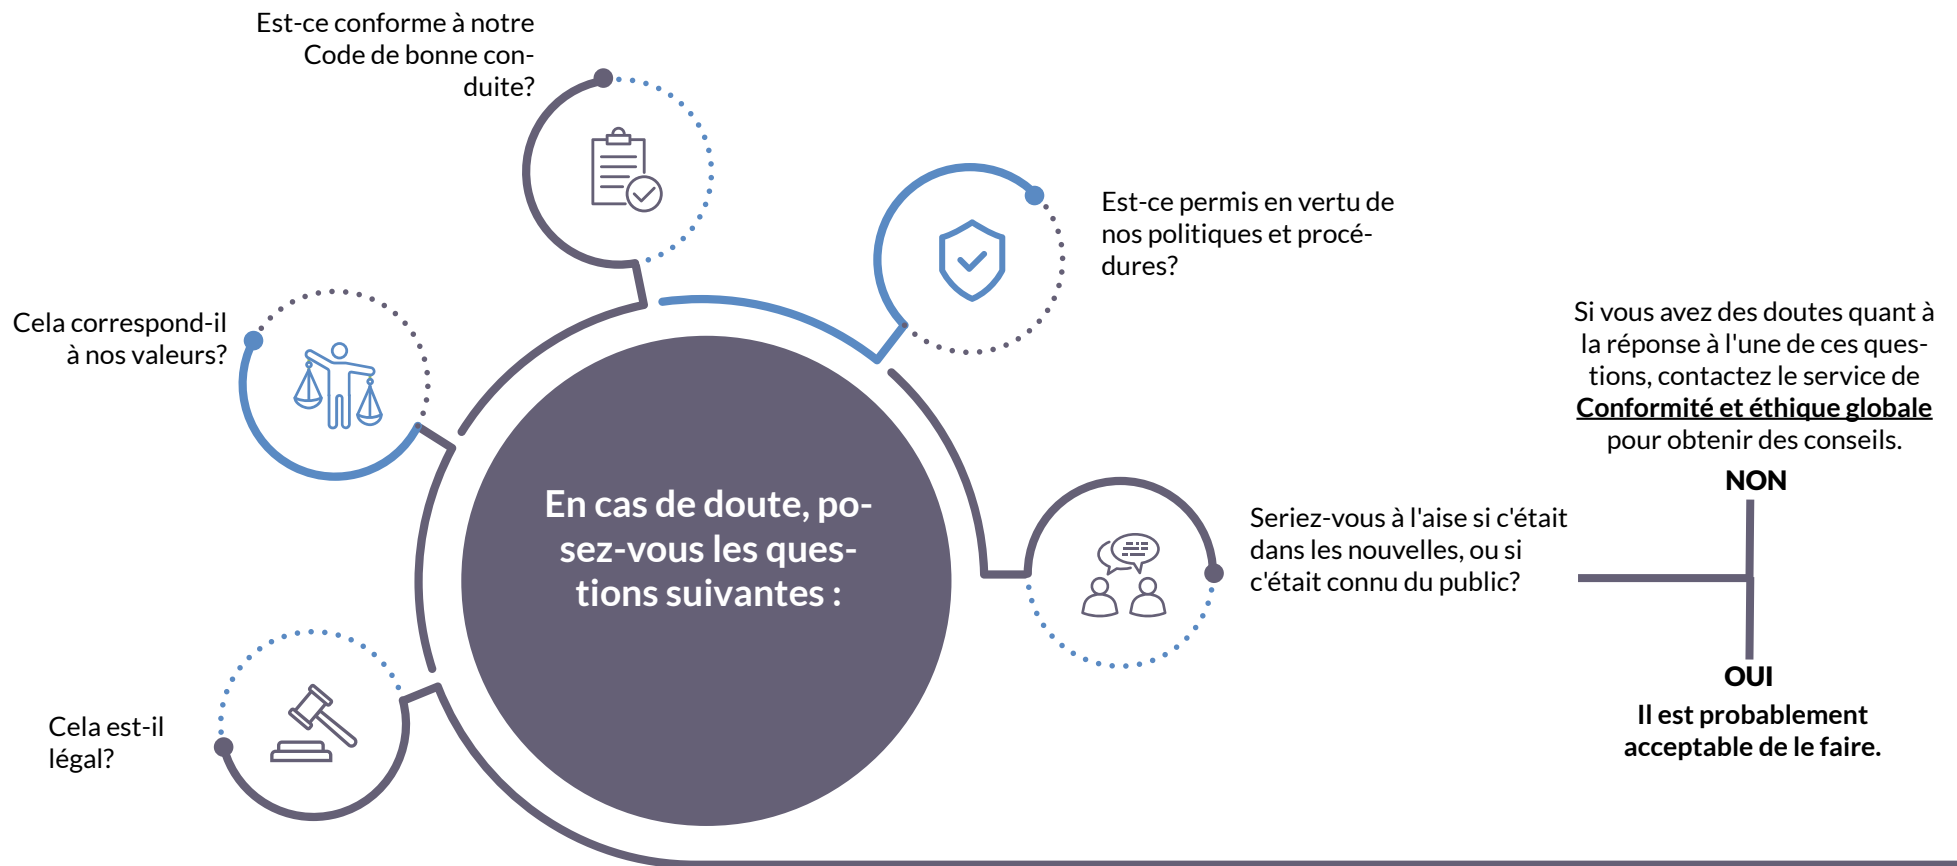 Est-ce conforme à notre
Code de bonne con-
duite?
Est-ce permis en vertu de
nos politiques et procé-
dures?
Cela correspond-il
à nos valeurs?
Si vous avez des doutes quant à
la réponse à l'une de ces ques-
tions, contactez le service de
Conformité et éthique globale
pour obtenir des conseils.
NON
En cas de doute, po-
sez-vous les ques-
tions suivantes :
Seriez-vous à l'aise si c'était
dans les nouvelles, ou si
c'était connu du public?
OUI
Il est probablement
acceptable de le faire.
Cela est-il
légal?